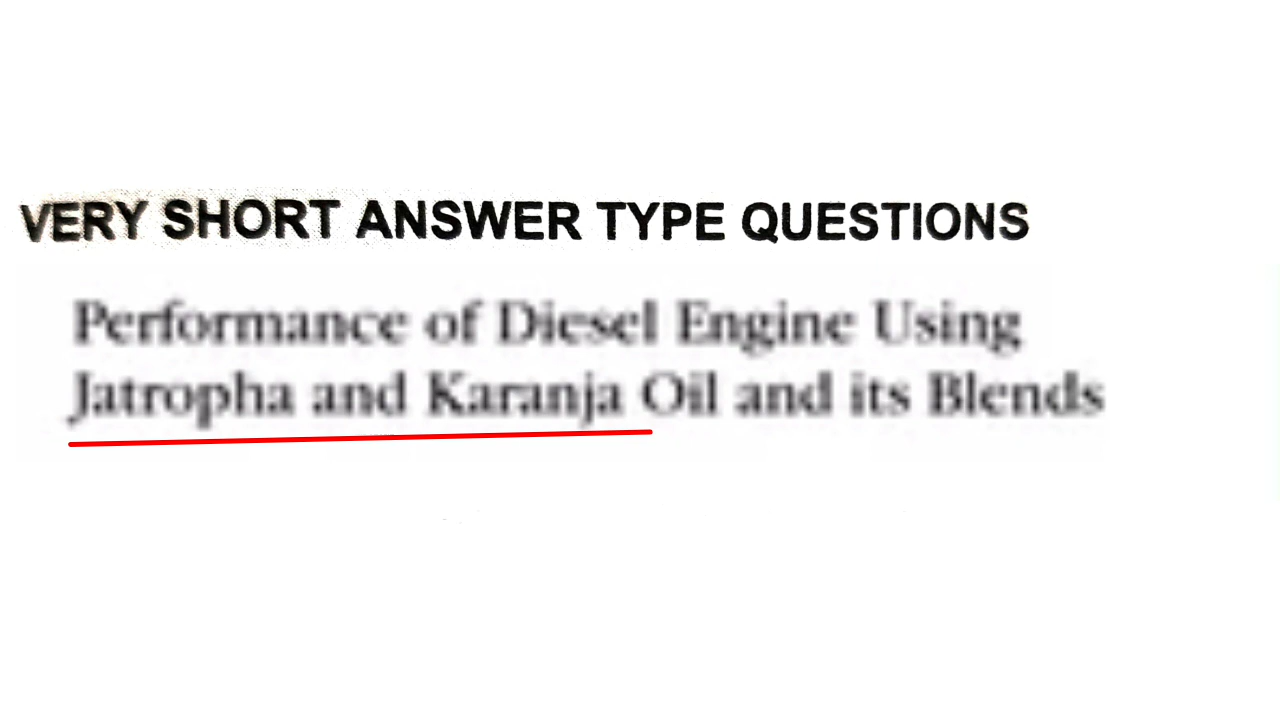 VERY SHORT ANSWER TYPE QUESTIONS
Performance of Diesel Engine Using
Jatropha and Karanja Oil and its Blends